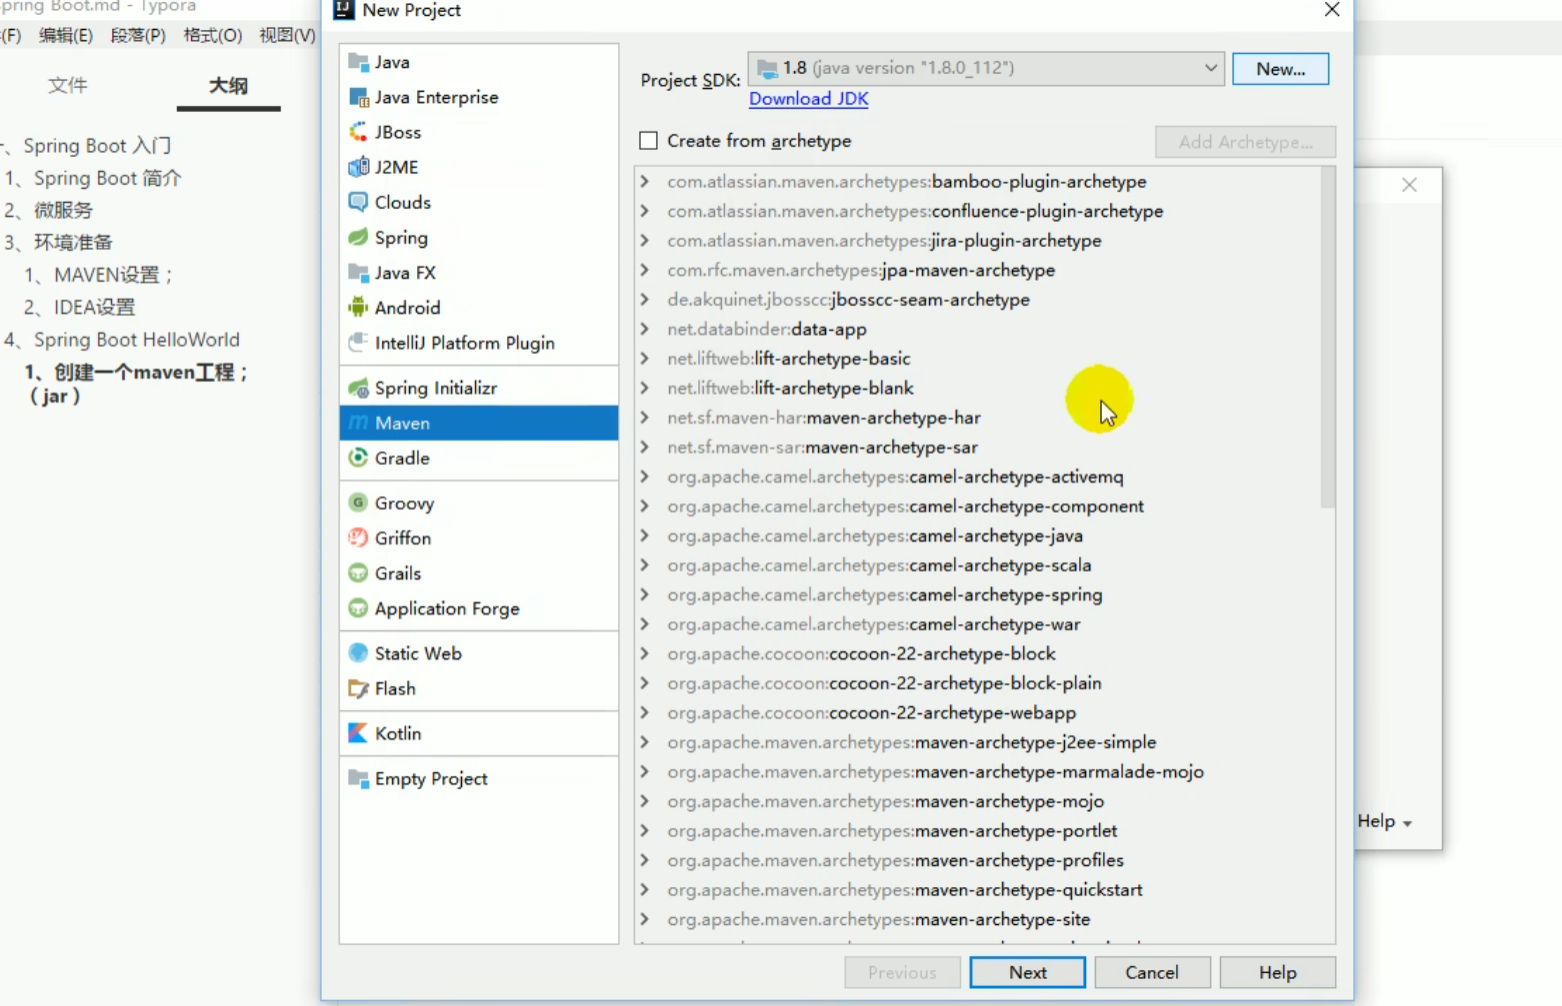 pring Boot.md - Typora
(F) 编辑(E) 段落(P) 格式(O) 视图(V)
文件 大纲
一、Spring Boot 入门
1、Spring Boot 简介
2、微服务
3、环境准备
1、MAVEN设置；
2、IDEA设置
4、Spring Boot HelloWorld
1、创建一个maven工程；
（jar）
New Project
Java
Java Enterprise
JBoss
J2ME
Clouds
Spring
Java FX
Android
IntelliJ Platform Plugin
Spring Initializr
Maven
Gradle
Groovy
Griffon
Grails
Application Forge
Static Web
Flash
Kotlin
Empty Project
Project SDK: 1.8 (java version "1.8.0_112") New...
Download JDK
Create from archetype Add Archetype...
com.atlassian.maven.archetypes:bamboo-plugin-archetype
com.atlassian.maven.archetypes:confluence-plugin-archetype
com.atlassian.maven.archetypes:jira-plugin-archetype
com.rfc.maven.archetypes:jpa-maven-archetype
de.akquinet.jbosscc:jbosscc-seam-archetype
net.databinder:data-app
net.liftweb:lift-archetype-basic
net.liftweb:lift-archetype-blank
net.sf.maven-har:maven-archetype-har
net.sf.maven-sar:maven-archetype-sar
org.apache.camel.archetypes:camel-archetype-activemq
org.apache.camel.archetypes:camel-archetype-component
org.apache.camel.archetypes:camel-archetype-java
org.apache.camel.archetypes:camel-archetype-scala
org.apache.camel.archetypes:camel-archetype-spring
org.apache.camel.archetypes:camel-archetype-war
org.apache.cocoon:cocoon-22-archetype-block
org.apache.cocoon:cocoon-22-archetype-block-plain
org.apache.cocoon:cocoon-22-archetype-webapp
org.apache.maven.archetypes:maven-archetype-j2ee-simple
org.apache.maven.archetypes:maven-archetype-marmalade-mojo
org.apache.maven.archetypes:maven-archetype-mojo
org.apache.maven.archetypes:maven-archetype-portlet
org.apache.maven.archetypes:maven-archetype-profiles
org.apache.maven.archetypes:maven-archetype-quickstart
org.apache.maven.archetypes:maven-archetype-site
Previous Next Cancel Help
Help